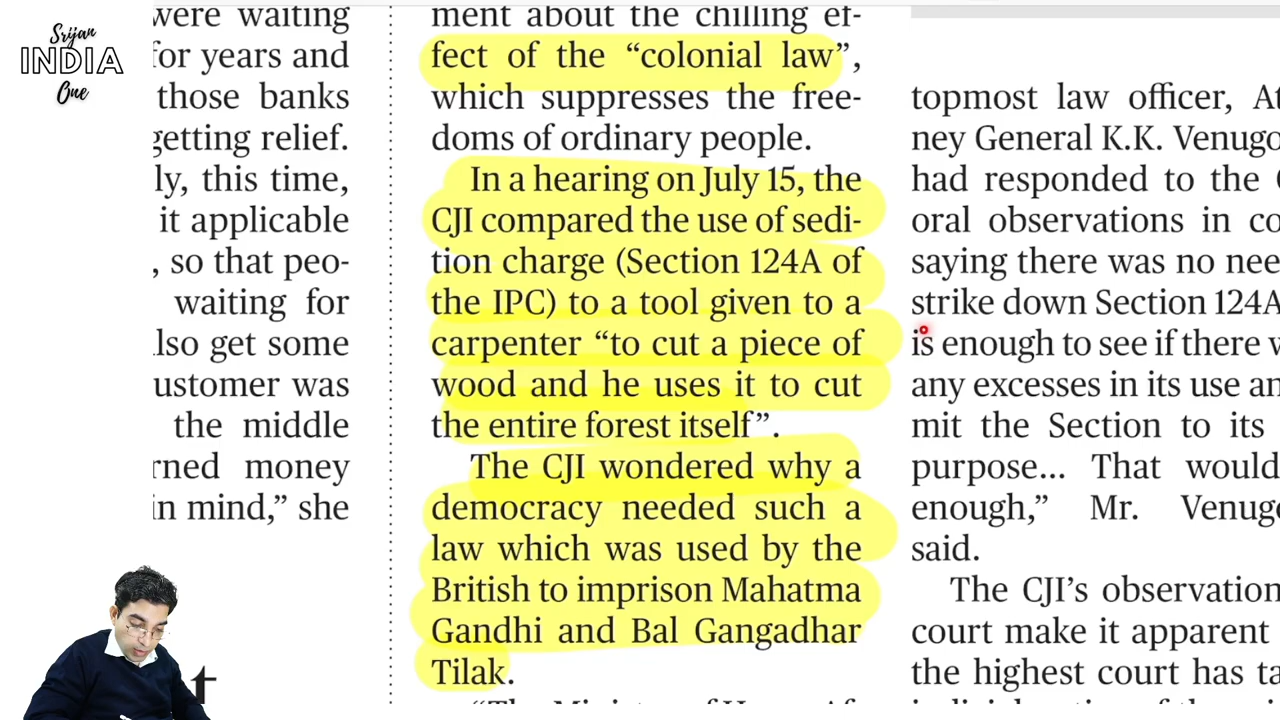 Srijan
INDIA
One
were waiting
for years and
those banks
getting relief.
ly, this time,
it applicable
, so that peo-
waiting for
also get some
customer was
the middle
rned money
in mind,” she
t
ment about the chilling ef-
fect of the “colonial law”,
which suppresses the free-
doms of ordinary people.
In a hearing on July 15, the
CJI compared the use of sedi-
tion charge (Section 124A of
the IPC) to a tool given to a
carpenter “to cut a piece of
wood and he uses it to cut
the entire forest itself”.
The CJI wondered why a
democracy needed such a
law which was used by the
British to imprison Mahatma
Gandhi and Bal Gangadhar
Tilak.
“The Ministry of Home Af-
topmost law officer, At
ney General K.K. Venugo
had responded to the C
oral observations in co
saying there was no nee
strike down Section 124A
is enough to see if there w
any excesses in its use an
mit the Section to its
purpose... That would
enough,” Mr. Venugo
said.
The CJI’s observation
court make it apparent
the highest court has ta